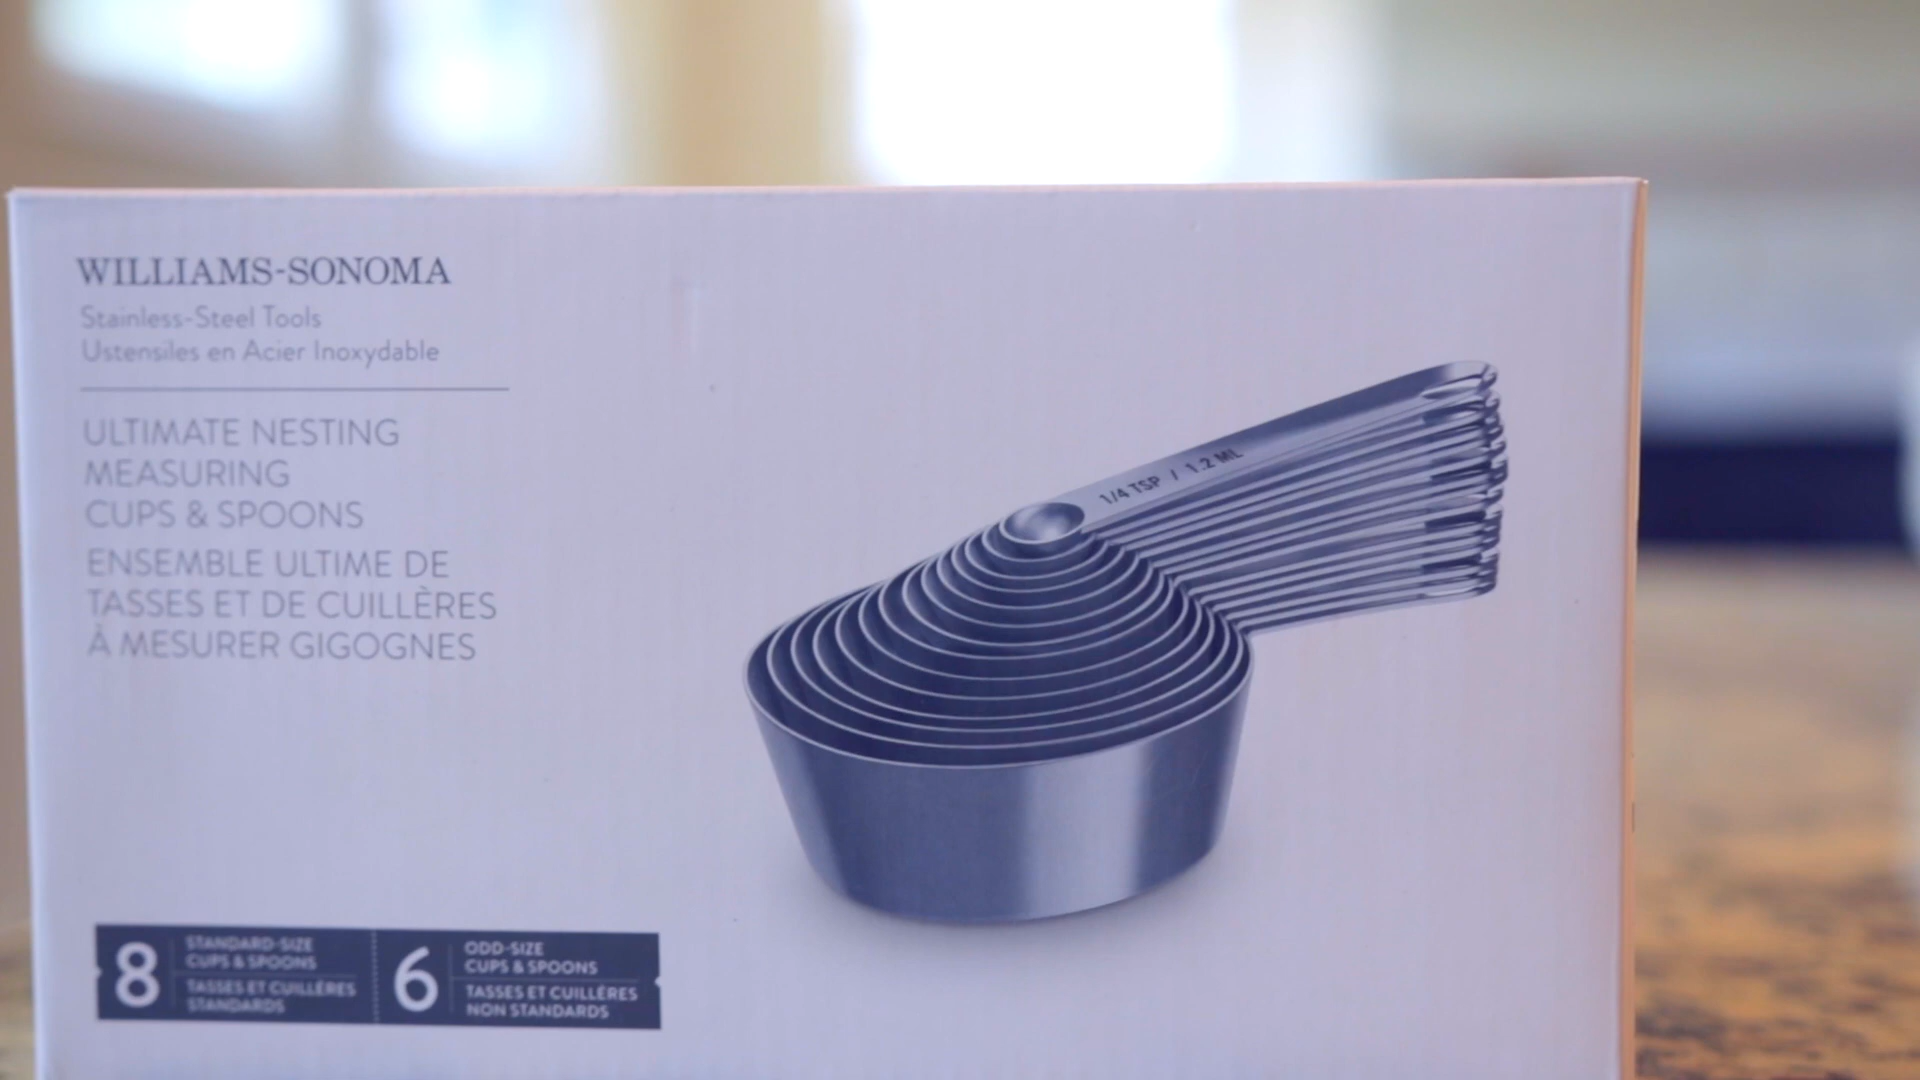 WILLIAMS-SONOMA
Stainless-Steel Tools
Ustensiles en Acier Inoxydable
ULTIMATE NESTING
MEASURING
CUPS & SPOONS
ENSEMBLE ULTIME DE
TASSES ET DE CUILLÈRES
À MESURER GIGOGNES
1/4 TSP / 1.2 ML
8
STANDARD-SIZE
CUPS & SPOONS
TASSES ET CUILLÈRES
STANDARDS
6
ODD-SIZE
CUPS & SPOONS
TASSES ET CUILLÈRES
NON STANDARDS